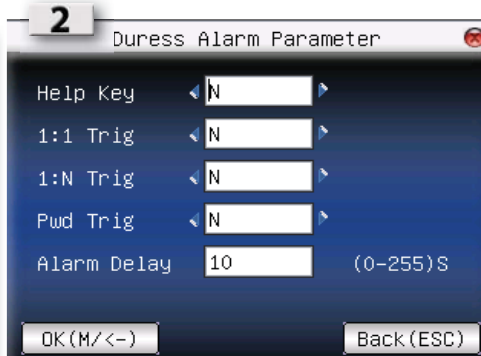 2
Duress Alarm Parameter
Help Key N
1:1 Trig N
1:N Trig N
Pwd Trig N
Alarm Delay 10 (0-255)S
OK(M/<-) Back(ESC)